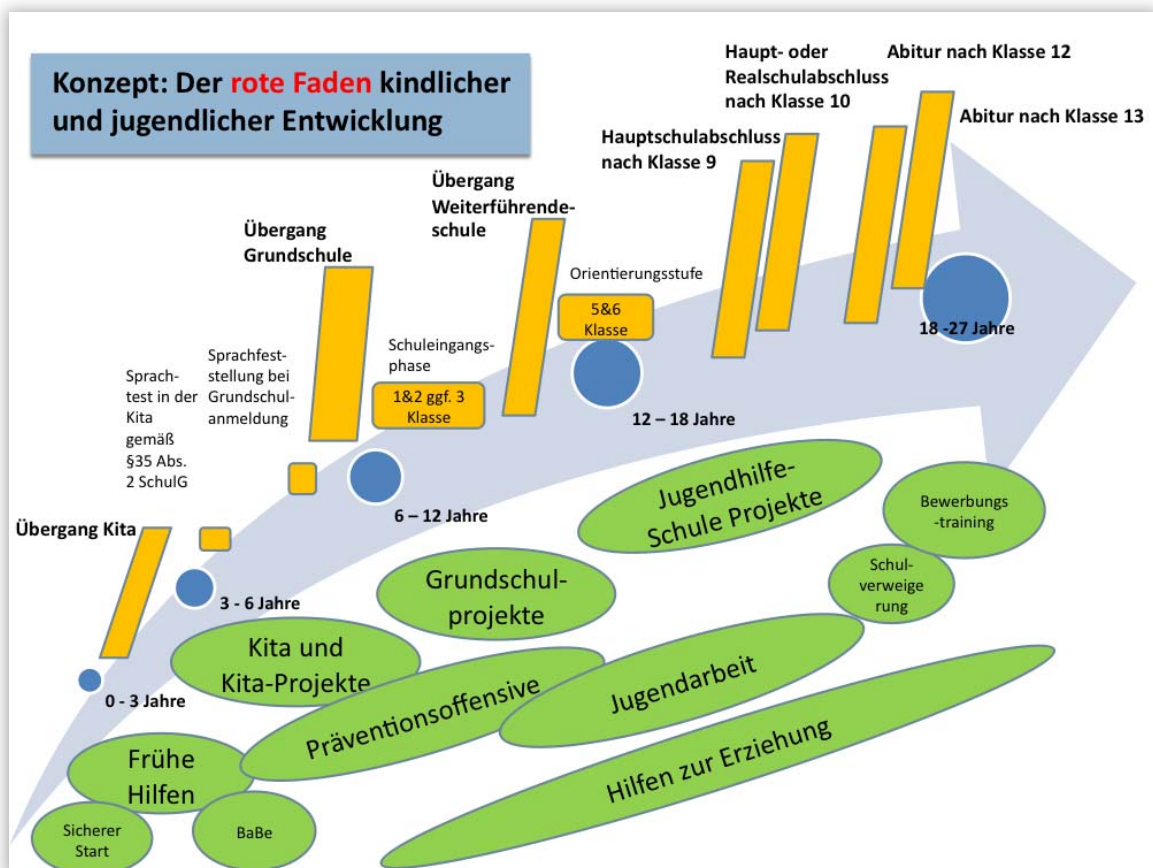 Konzept: Der rote Faden kindlicher
und jugendlicher Entwicklung
Haupt- oder
Realschulabschluss
nach Klasse 10
Abitur nach Klasse 12
Abitur nach Klasse 13
Hauptschulabschluss
nach Klasse 9
Übergang
Weiterführende-
schule
Übergang
Grundschule
Orientierungsstufe
5&6
Klasse
18 -27 Jahre
Schuleingangs-
phase
1&2 ggf. 3
Klasse
Sprachfest-
stellung bei
Grundschul-
anmeldung
Sprach-
test in der
Kita
gemäß
§35 Abs.
2 SchulG
12 – 18 Jahre
6 – 12 Jahre
Übergang Kita
3 - 6 Jahre
0 - 3 Jahre
Jugendhilfe-
Schule Projekte
Bewerbungs
-training
Schul-
verweige
rung
Grundschul-
projekte
Kita und
Kita-Projekte
Präventionsoffensive
Jugendarbeit
Hilfen zur Erziehung
Frühe
Hilfen
Sicherer
Start
BaBe